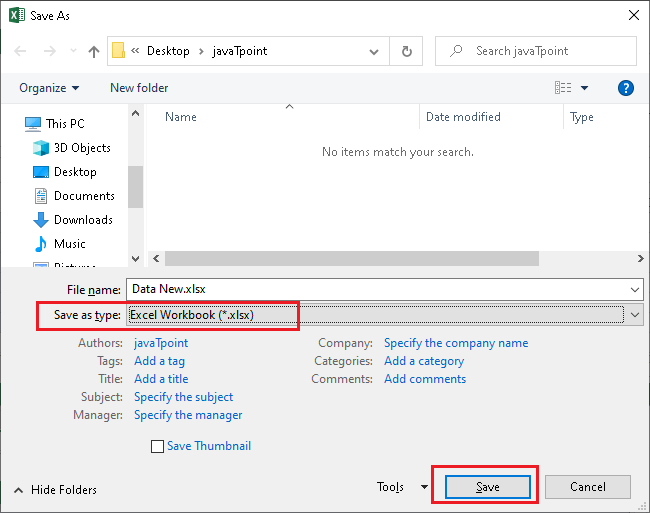 Save As
« Desktop > javaTpoint
Search javaTpoint
Organize
New folder
?
This PC
3D Objects
Desktop
Documents
Downloads
Music
Pictures
Name
Date modified
Type
No items match your search.
File name: Data New.xlsx
Save as type: Excel Workbook (*.xlsx)
Authors: javaTpoint
Company: Specify the company name
Tags: Add a tag
Categories: Add a category
Title: Add a title
Comments: Add comments
Subject: Specify the subject
Manager: Specify the manager
Save Thumbnail
Hide Folders
Tools
Save
Cancel